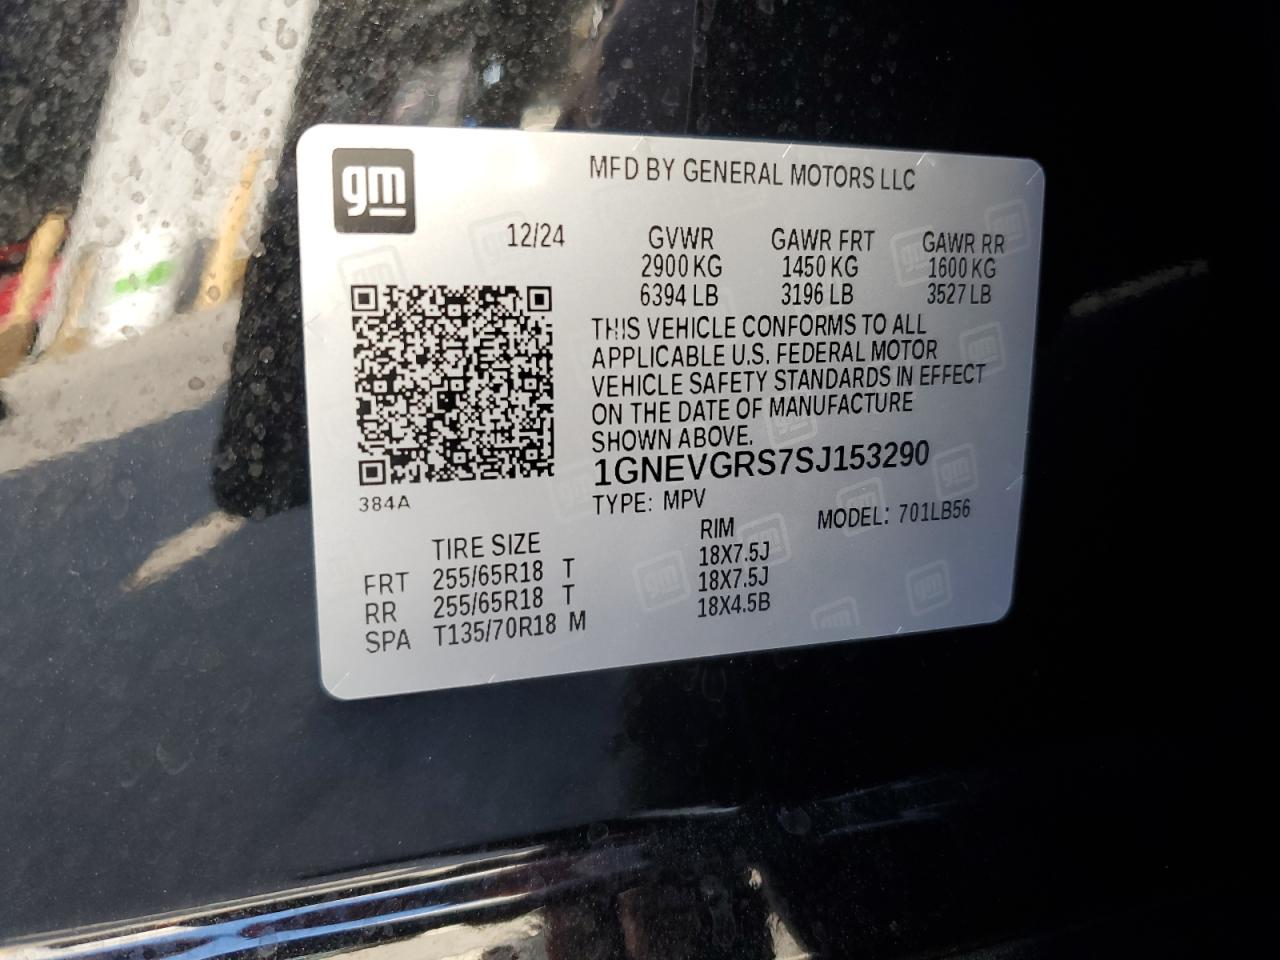 gm
MFD BY GENERAL MOTORS LLC
12/24 GVWR GAWR FRT GAWR RR
2900 KG 1450 KG 1600 KG
6394 LB 3196 LB 3527 LB
THIS VEHICLE CONFORMS TO ALL
APPLICABLE U.S. FEDERAL MOTOR
VEHICLE SAFETY STANDARDS IN EFFECT
ON THE DATE OF MANUFACTURE
SHOWN ABOVE.
1GNEVGRS7SJ153290
384A
TYPE: MPV MODEL: 701LB56
TIRE SIZE RIM
FRT 255/65R18 T 18X7.5J
RR 255/65R18 T 18X7.5J
SPA T135/70R18 M 18X4.5B